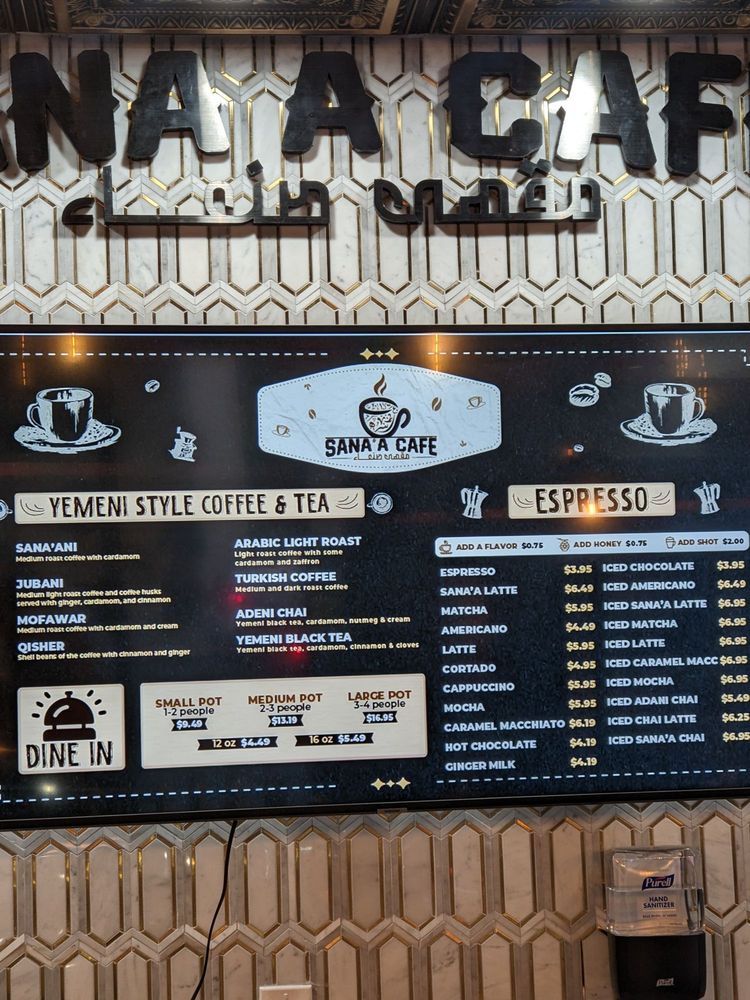 NA'A CAF
مقهى صنعاء
SANA'A CAFE
مقهى صنعاء
YEMENI STYLE COFFEE & TEA
SANA'ANI
Medium roast coffee with cardamom
JUBANI
Medium light roast coffee and coffee husks
served with ginger, cardamom, and cinnamon
MOFAWAR
Medium roast coffee with cardamom and cream
QISHER
Shell beans of the coffee with cinnamon and ginger
ARABIC LIGHT ROAST
Light roast coffee with some
cardamom and zaffron
TURKISH COFFEE
Medium and dark roast coffee
ADENI CHAI
Yemeni black tea, cardamom, nutmeg & cream
YEMENI BLACK TEA
Yemeni black tea, cardamom, cinnamon & cloves
DINE IN
SMALL POT
1-2 people
$9.49
MEDIUM POT
2-3 people
$13.19
LARGE POT
3-4 people
$16.95
12 oz $4.49
16 oz $5.49
ESPRESSO
ADD A FLAVOR $0.75 ADD HONEY $0.75 ADD SHOT $2.00
ESPRESSO $3.95
SANA'A LATTE $6.49
MATCHA $5.95
AMERICANO $4.49
LATTE $5.95
CORTADO $4.95
CAPPUCCINO $5.95
MOCHA $5.95
CARAMEL MACCHIATO $6.19
HOT CHOCOLATE $4.19
GINGER MILK $4.19
ICED CHOCOLATE $3.95
ICED AMERICANO $6.49
ICED SANA'A LATTE $6.95
ICED MATCHA $6.95
ICED LATTE $6.95
ICED CARAMEL MACC $6.95
ICED MOCHA $6.95
ICED ADANI CHAI $5.49
ICED CHAI LATTE $6.25
ICED SANA'A CHAI $6.95
Purell
HAND
SANITIZER